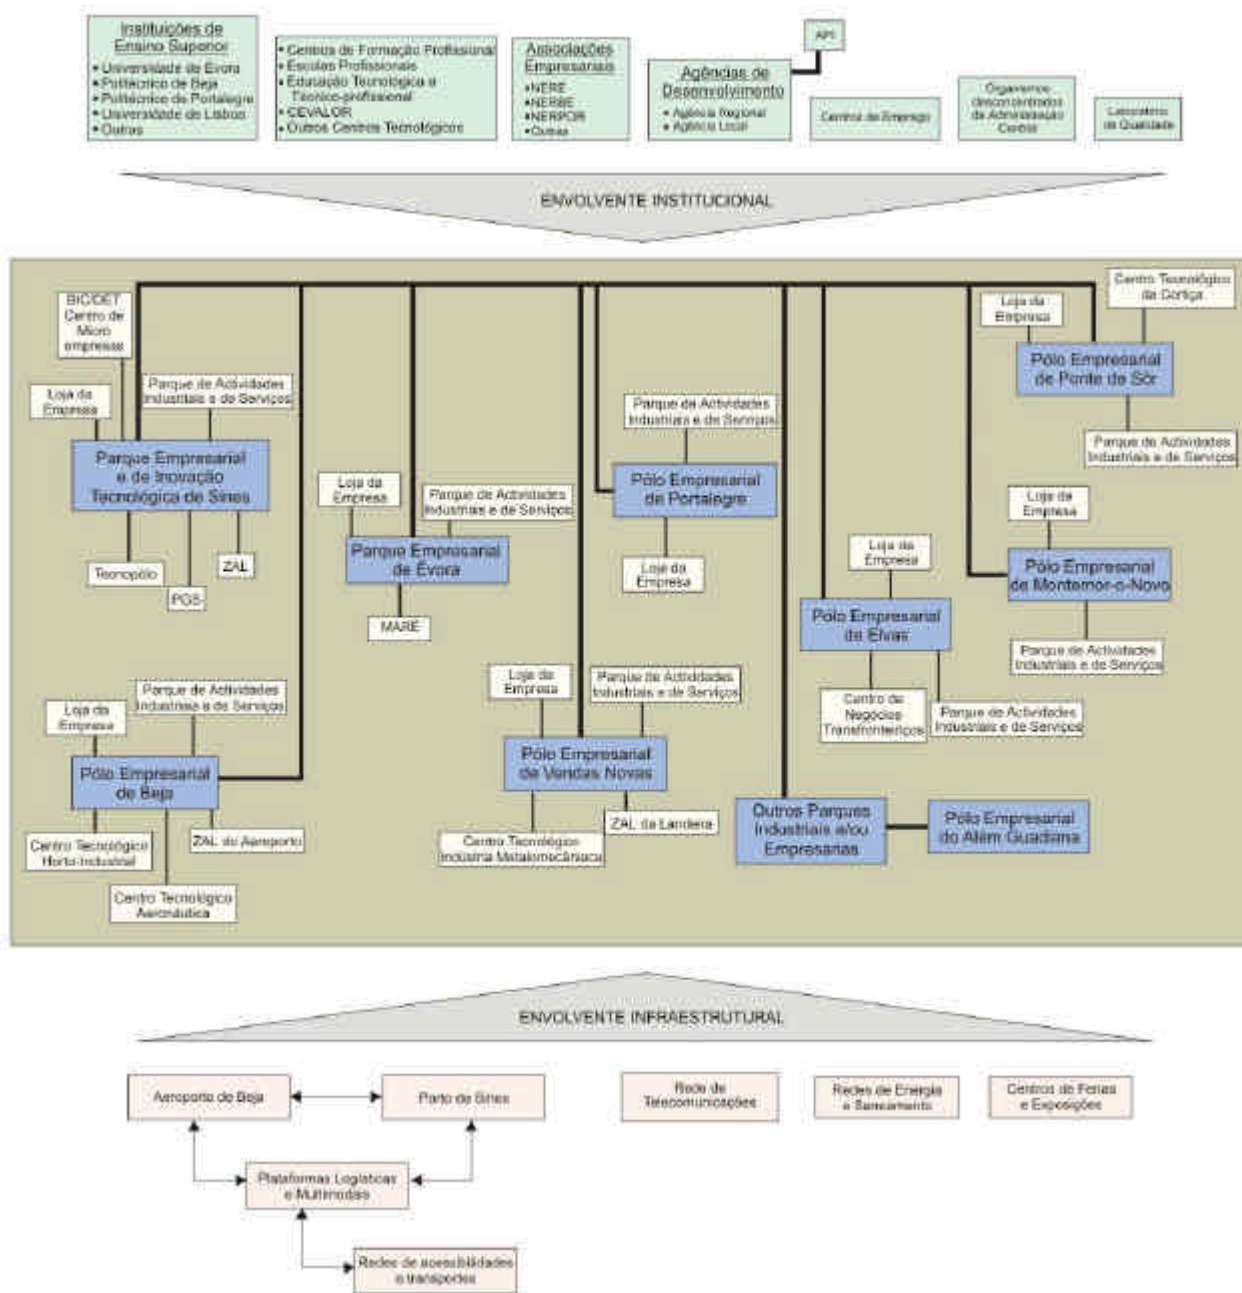 Instituições de
Ensino Superior
• Universidade de Évora
• Politécnico de Beja
• Politécnico de Portalegre
• Universidade de Lisboa
• Outras
• Centros de Formação Profissional
• Escolas Profissionais
• Educação Tecnológica e
Técnico-profissional
• CEVALOR
• Outros Centros Tecnológicos
Associações
Empresariais
• NERE
• NERBE
• NERPOR
• Outras
Agências de
Desenvolvimento
• Agência Regional
• Agência Local
API
Centros de Emprego
Organismos
desconcentrados
da Administração
Central
Laboratório
da Qualidade
ENVOLVENTE INSTITUCIONAL
BIC/CET
Centro de
Micro
empresas
Loja da
Empresa
Parque de Actividades
Industriais e de Serviços
Parque Empresarial
e de Inovação
Tecnológica de Sines
Tecnopólo
PGS
ZAL
Loja da
Empresa
Parque de Actividades
Industriais e de Serviços
Parque Empresarial
de Évora
MARÉ
Parque de Actividades
Industriais e de Serviços
Pólo Empresarial
de Portalegre
Loja da
Empresa
Loja da
Empresa
Centro Tecnológico
da Cortiça
Pólo Empresarial
de Ponte de Sôr
Parque de Actividades
Industriais e de Serviços
Loja da
Empresa
Pólo Empresarial
de Montemor-o-Novo
Parque de Actividades
Industriais e de Serviços
Loja da
Empresa
Pólo Empresarial
de Elvas
Centro de
Negócios
Transfronteiriços
Parque de Actividades
Industriais e de Serviços
Loja da
Empresa
Parque de Actividades
Industriais e de Serviços
Pólo Empresarial
de Beja
Centro Tecnológico
Horto-Industrial
ZAL do Aeroporto
Centro Tecnológico
Aeronáutica
Loja da
Empresa
Parque de Actividades
Industriais e de Serviços
Pólo Empresarial
de Vendas Novas
Centro Tecnológico
Indústria Metalomecânica
ZAL da Landeira
Outros Parques
Industriais e/ou
Empresarias
Pólo Empresarial
do Além Guadiana
ENVOLVENTE INFRAESTRUTURAL
Aeroporto de Beja
Porto de Sines
Rede de
Telecomunicações
Redes de Energia
e Saneamento
Centros de Ferias
e Exposições
Plataformas Logísticas
e Multimodais
Redes de acessibilidades
e transportes